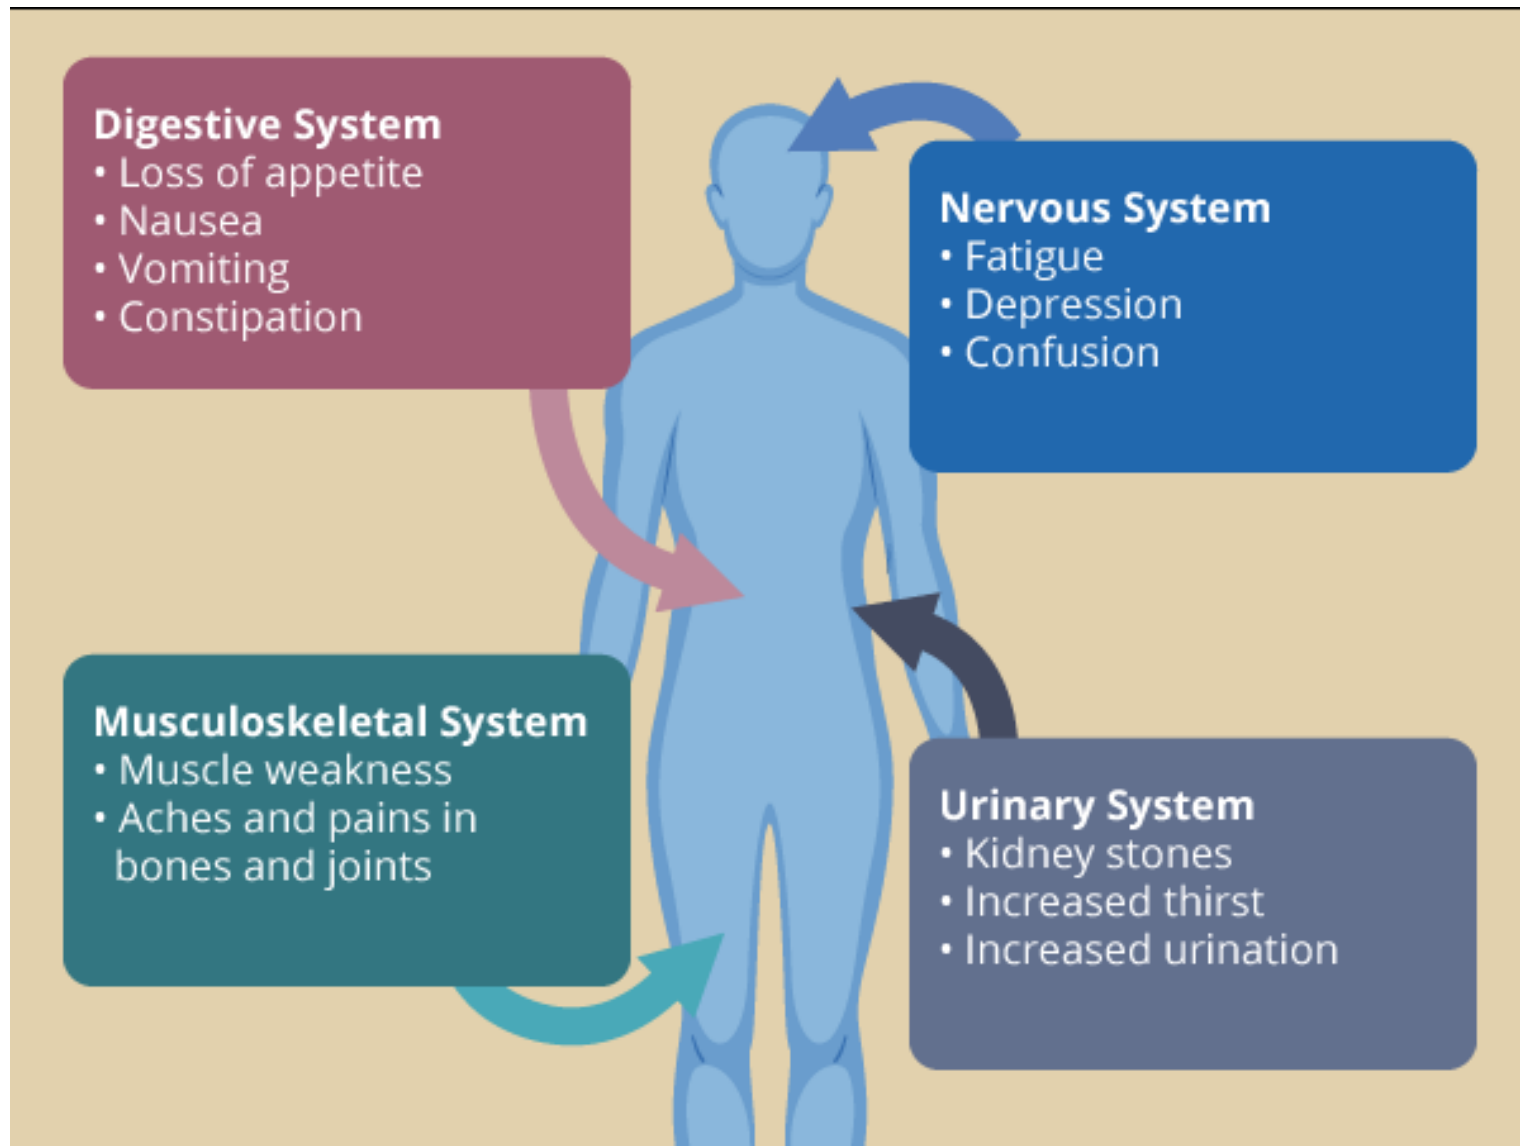 Digestive System
• Loss of appetite
• Nausea
• Vomiting
• Constipation
Nervous System
• Fatigue
• Depression
• Confusion
Musculoskeletal System
• Muscle weakness
• Aches and pains in
bones and joints
Urinary System
• Kidney stones
• Increased thirst
• Increased urination